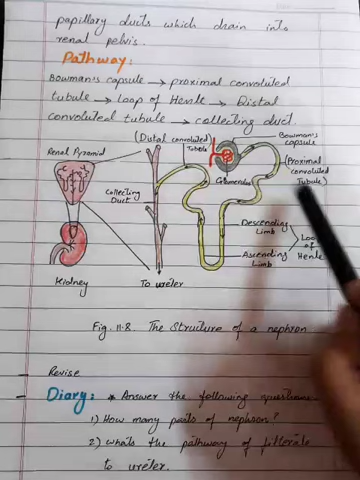 papillary ducts which drain into
renal pelvis.
Pathway:
Bowman's capsule → proximal convoluted
tubule → Loop of Henle → Distal
convoluted tubule → collecting duct.
Renal Pyramid
(Distal convoluted
Tubule)
Bowman's
capsule
Glomerulus
(Proximal
convoluted
Tubule)
Collecting
Duct
Descending
Limb
Ascending
Limb
Loop
of
Henle
Kidney
To ureter
Fig. 11.8 The Structure of a nephron
Revise
Diary: * Answer the following questions
1) How many parts of nephron?
2) whats the pathway of filtrate
to ureter.